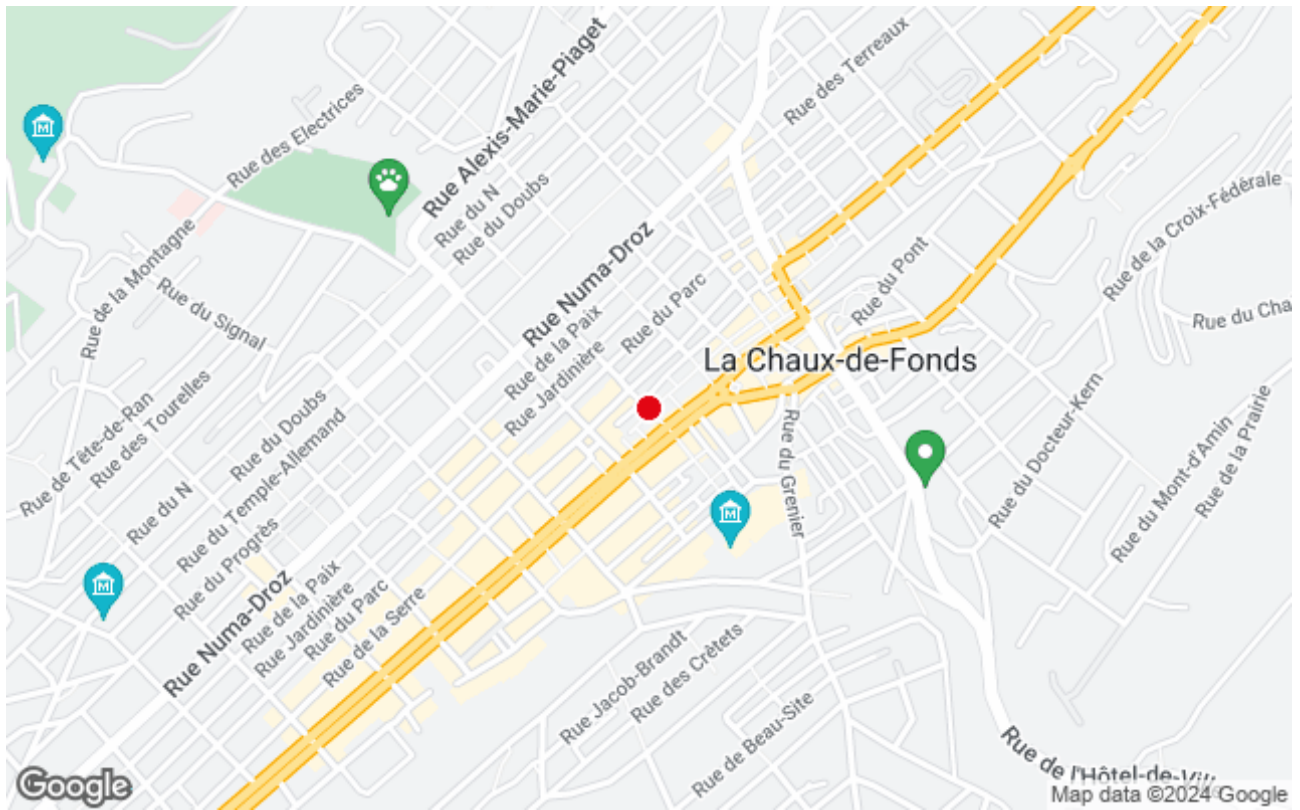 Rue des Terreaux
Rue Alexis-Marie-Piaget
Rue des Electrices
M
Rue du N
Rue du Doubs
Rue de la Croix-Fédérale
Rue de la Montagne
Rue Numa-Droz
Rue du Pont
Rue du Signal
Rue du Parc
Rue de la Paix
Rue du Cha
Rue Jardinière
La Chaux-de-Fonds
Rue de Tête-de-Ran
Rue des Tourelles
Rue du Doubs
Rue du Temple-Allemand
Rue du N
Rue du Grenier
Rue du Docteur-Kern
Rue du Mont-d'Amin
Rue de la Prairie
M
Rue du Progrès
M
Rue Numa-Droz
Rue de la Paix
Rue Jardinière
Rue du Parc
Rue de la Serre
Rue Jacob-Brandt
Rue des Crêtets
Rue de Beau-Site
Rue de l'Hôtel-de-Vill
Google
Map data ©2024 Google